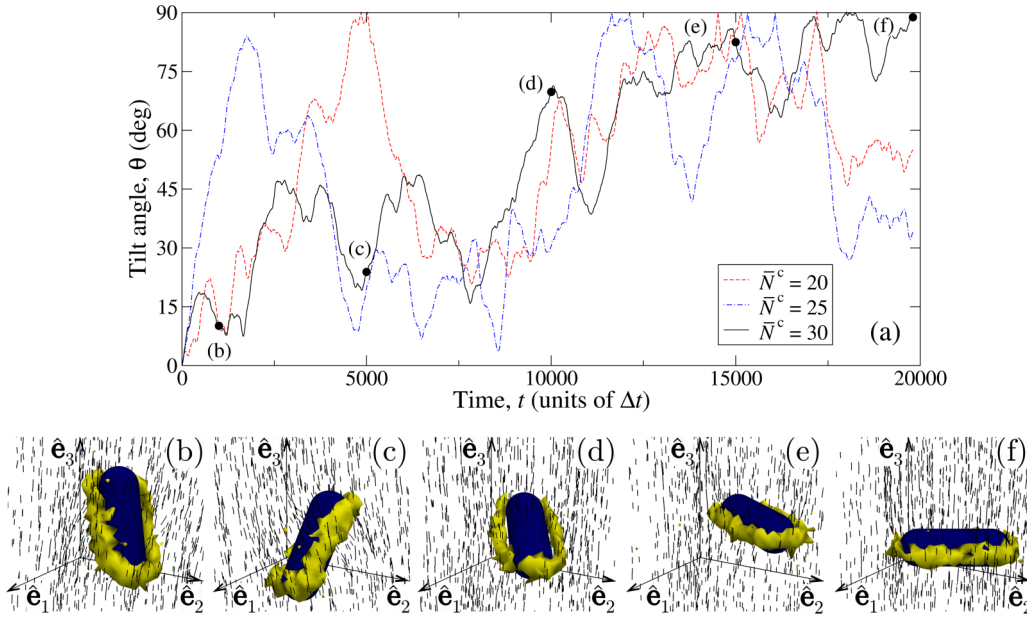 90
75
60
45
30
15
0
Tilt angle, θ (deg)
(b)
(c)
(d)
(e)
(f)
N̄ᶜ = 20
N̄ᶜ = 25
N̄ᶜ = 30
(a)
0 5000 10000 15000 20000
Time, t (units of Δt)
ê₃ (b) ê₃ (c) ê₃ (d) ê₃ (e) ê₃ (f)
ê₁ ê₂ ê₁ ê₂ ê₁ ê₂ ê₁ ê₂ ê₁ ê₂